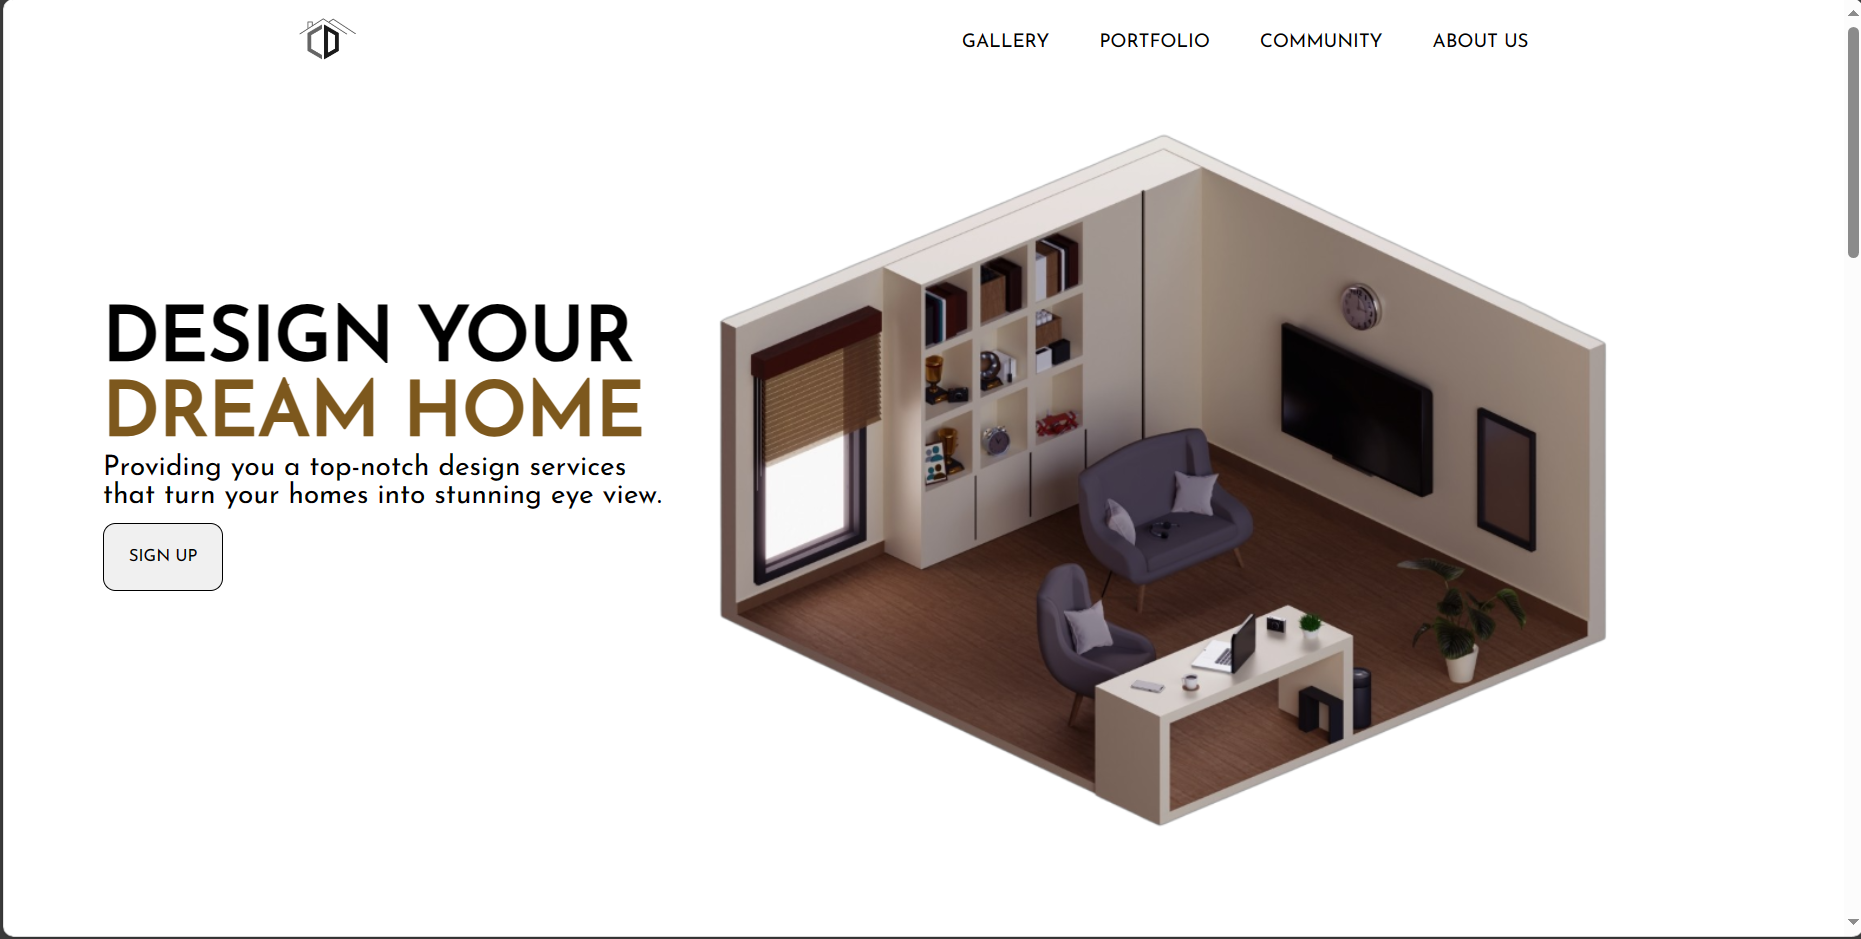 CD
GALLERY PORTFOLIO COMMUNITY ABOUT US
DESIGN YOUR
DREAM HOME
Providing you a top-notch design services
that turn your homes into stunning eye view.
SIGN UP